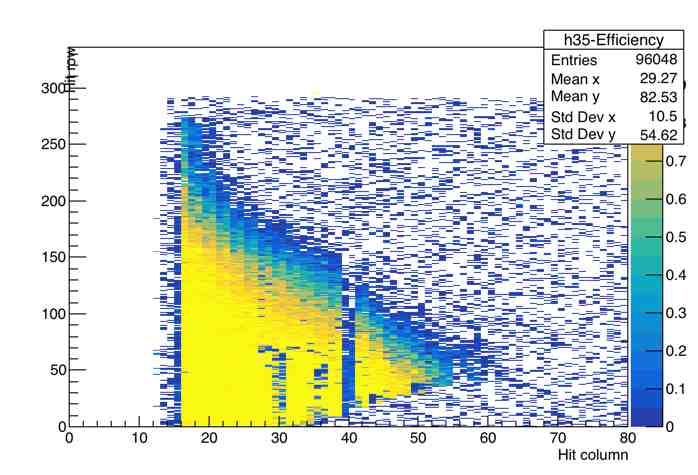 h35-Efficiency
Entries 96048
Mean x 29.27
Mean y 82.53
Std Dev x 10.5
Std Dev y 54.62
300
250
200
150
100
50
0
0 10 20 30 40 50 60 70 80
Hit column
0.7
0.6
0.5
0.4
0.3
0.2
0.1
0